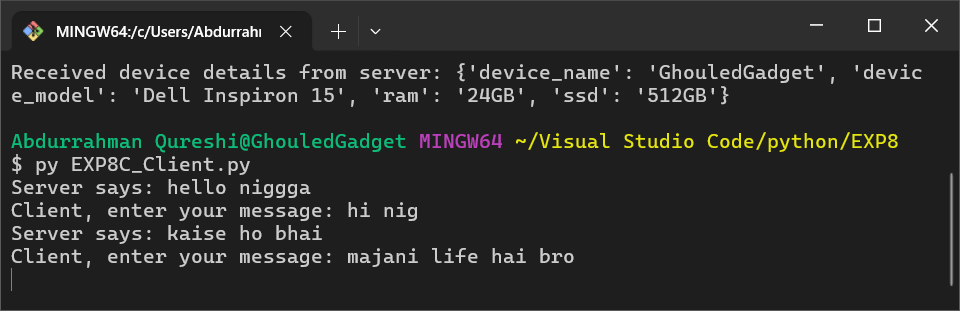 MINGW64:/c/Users/Abdurrahr
Received device details from server: {'device_name': 'GhouledGadget', 'devic
e_model': 'Dell Inspiron 15', 'ram': '24GB', 'ssd': '512GB'}
Abdurrahman Qureshi@GhouledGadget MINGW64 ~/Visual Studio Code/python/EXP8
$ py EXP8C_Client.py
Server says: hello niggga
Client, enter your message: hi nig
Server says: kaise ho bhai
Client, enter your message: majani life hai bro